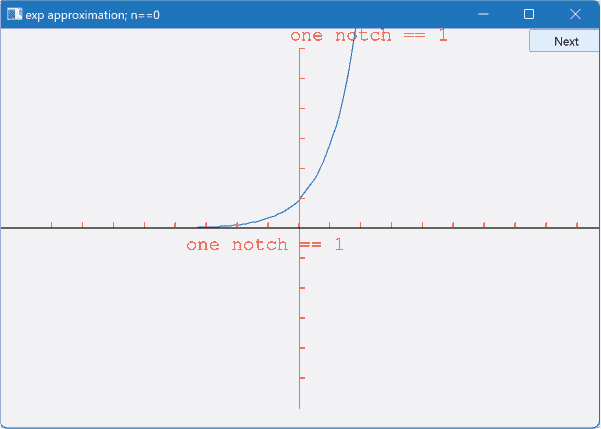 exp approximation; n==0
one notch == 1
Next
one notch == 1